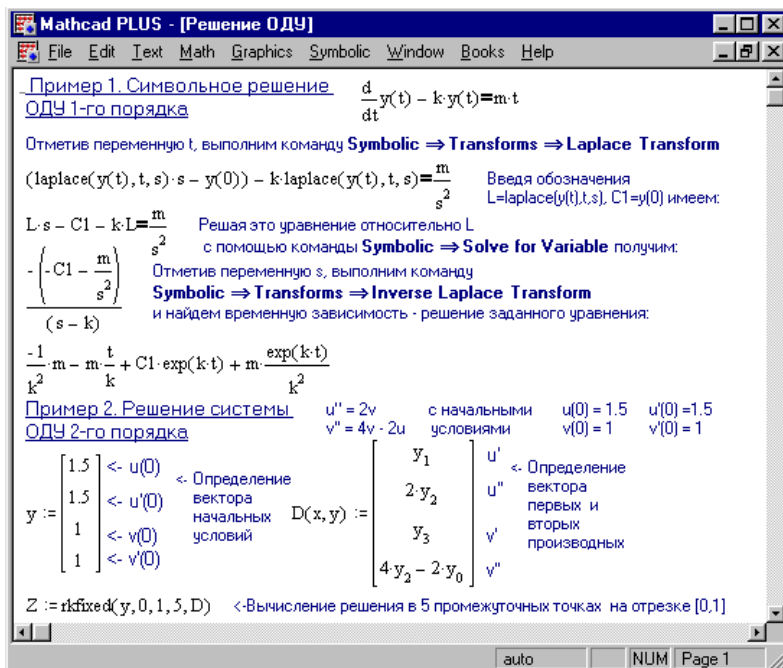 Mathcad PLUS - [Решение ОДУ]
File Edit Text Math Graphics Symbolic Window Books Help
Пример 1. Символьное решение
ОДУ 1-го порядка
d/dt y(t) − k·y(t)=m·t
Отметив переменную t, выполним команду Symbolic ⇒ Transforms ⇒ Laplace Transform
(laplace(y(t),t,s)·s − y(0)) − k·laplace(y(t),t,s)=m/s²
Введя обозначения
L=laplace(y(t),t,s), C1=y(0) имеем:
L·s − C1 − k·L=m/s²
Решая это уравнение относительно L
с помощью команды Symbolic ⇒ Solve for Variable получим:
-(-C1 − m/s²)/(s − k)
Отметив переменную s, выполним команду
Symbolic ⇒ Transforms ⇒ Inverse Laplace Transform
и найдем временную зависимость - решение заданного уравнения:
-1/k²·m − m·t/k + C1·exp(k·t) + m·exp(k·t)/k²
Пример 2. Решение системы
ОДУ 2-го порядка
u'' = 2v с начальными u(0) = 1.5 u'(0) =1.5
v'' = 4v - 2u условиями v(0) = 1 v'(0) = 1
y :=
1.5 <- u(0)
1.5 <- u'(0)
1 <- v(0)
1 <- v'(0)
<- Определение
вектора
начальных
условий
D(x,y) :=
y₁ u'
2·y₂ u''
y₃ v'
4·y₂ − 2·y₀ v''
<- Определение
вектора
первых и
вторых
производных
Z := rkfixed(y,0,1,5,D) <-Вычисление решения в 5 промежуточных точках на отрезке [0,1]
auto NUM Page 1